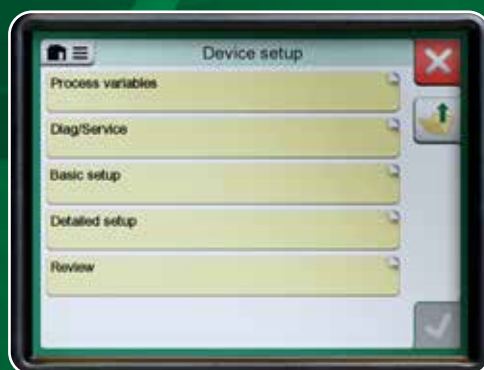 Device setup
Process variables
Diag/Service
Basic setup
Detailed setup
Review